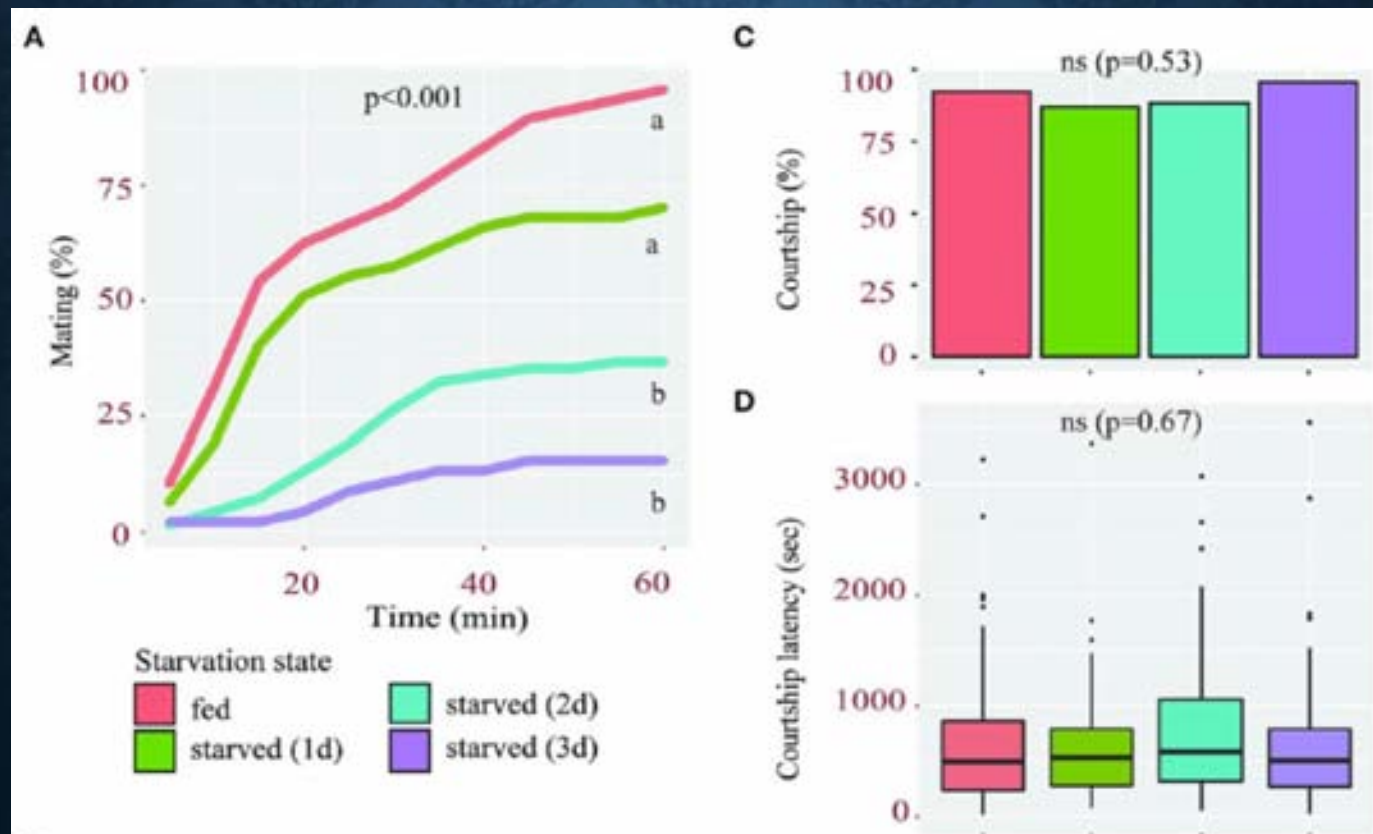 A
100
75
50
25
0
Mating (%)
p<0.001
a
a
b
b
20
40
60
Time (min)
Starvation state
fed
starved (1d)
starved (2d)
starved (3d)
C
ns (p=0.53)
100
75
50
25
0
Courtship (%)
D
ns (p=0.67)
3000
2000
1000
0
Courtship latency (sec)